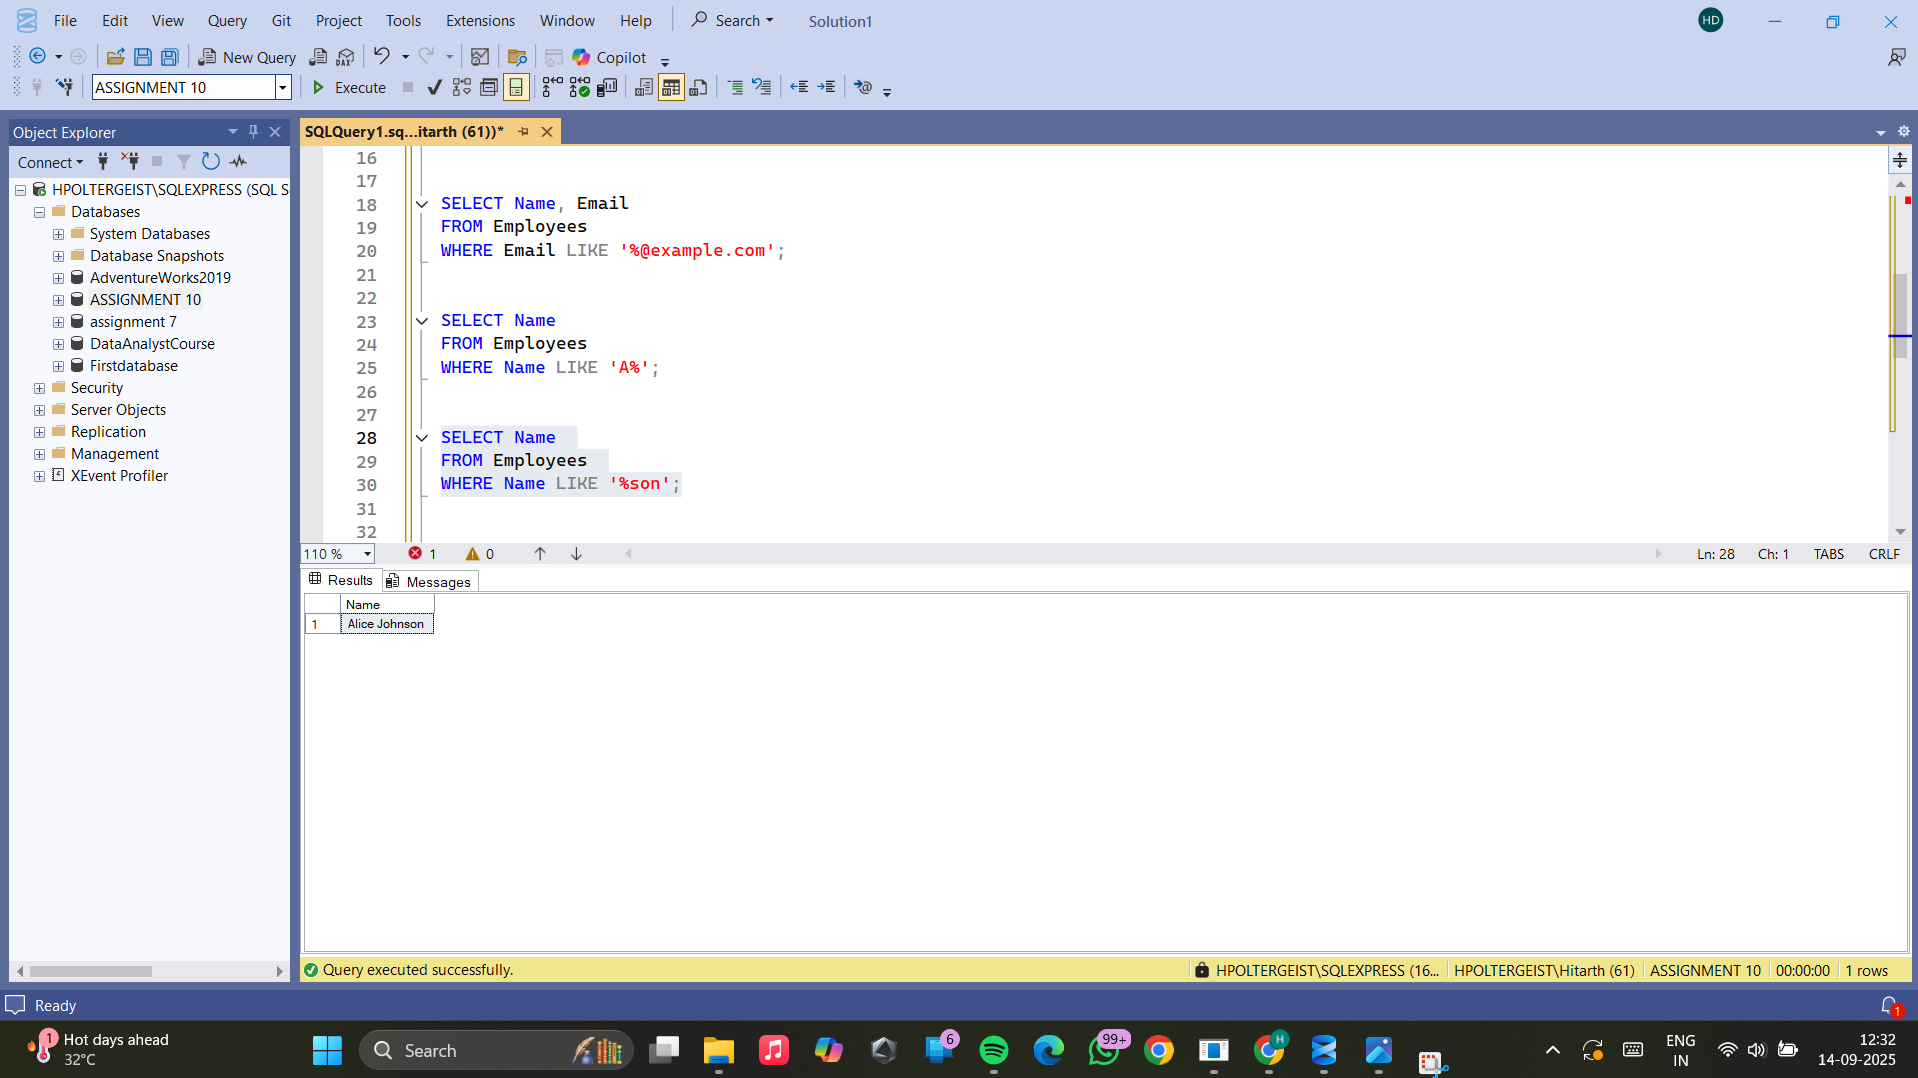 File Edit View Query Git Project Tools Extensions Window Help Search Solution1 HD
New Query DAX Copilot
ASSIGNMENT 10 Execute
Object Explorer
Connect
HPOLTERGEIST\SQLEXPRESS (SQL S
Databases
System Databases
Database Snapshots
AdventureWorks2019
ASSIGNMENT 10
assignment 7
DataAnalystCourse
Firstdatabase
Security
Server Objects
Replication
Management
XEvent Profiler
SQLQuery1.sq...itarth (61))*
16
17
18 SELECT Name, Email
19 FROM Employees
20 WHERE Email LIKE '%@example.com';
21
22
23 SELECT Name
24 FROM Employees
25 WHERE Name LIKE 'A%';
26
27
28 SELECT Name
29 FROM Employees
30 WHERE Name LIKE '%son';
31
32
110 % 1 0 Ln: 28 Ch: 1 TABS CRLF
Results Messages
Name
1 Alice Johnson
Query executed successfully. HPOLTERGEIST\SQLEXPRESS (16... HPOLTERGEIST\Hitarth (61) ASSIGNMENT 10 00:00:00 1 rows
Ready 1
1 Hot days ahead
32°C
Search 6 99+ H
ENG
IN
12:32
14-09-2025